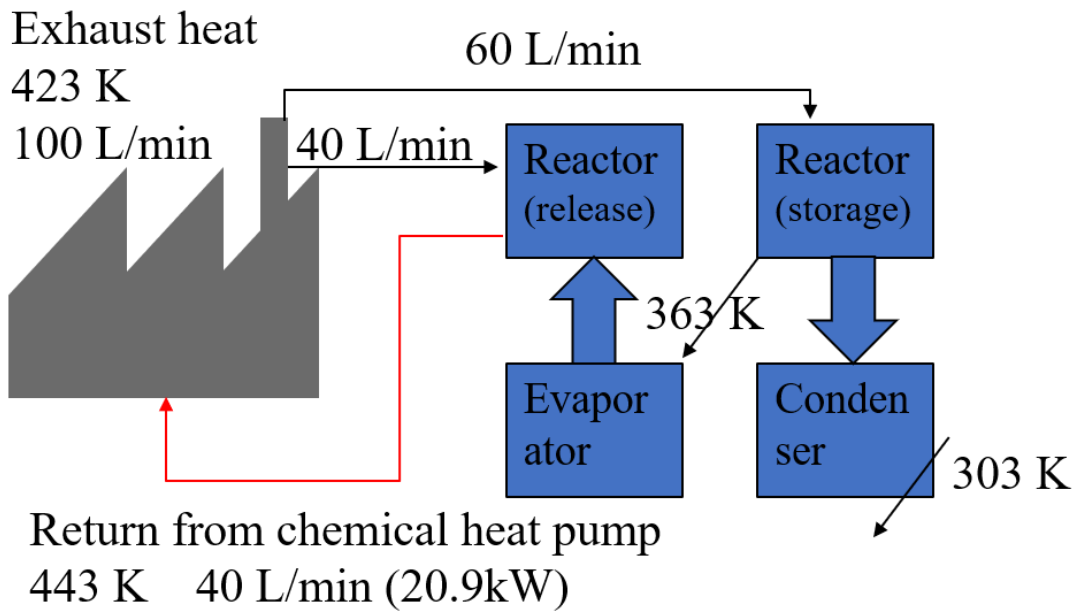 Exhaust heat
423 K
100 L/min
60 L/min
40 L/min
Reactor
(release)
Reactor
(storage)
363 K
Evapor
ator
Conden
ser
303 K
Return from chemical heat pump
443 K 40 L/min (20.9kW)